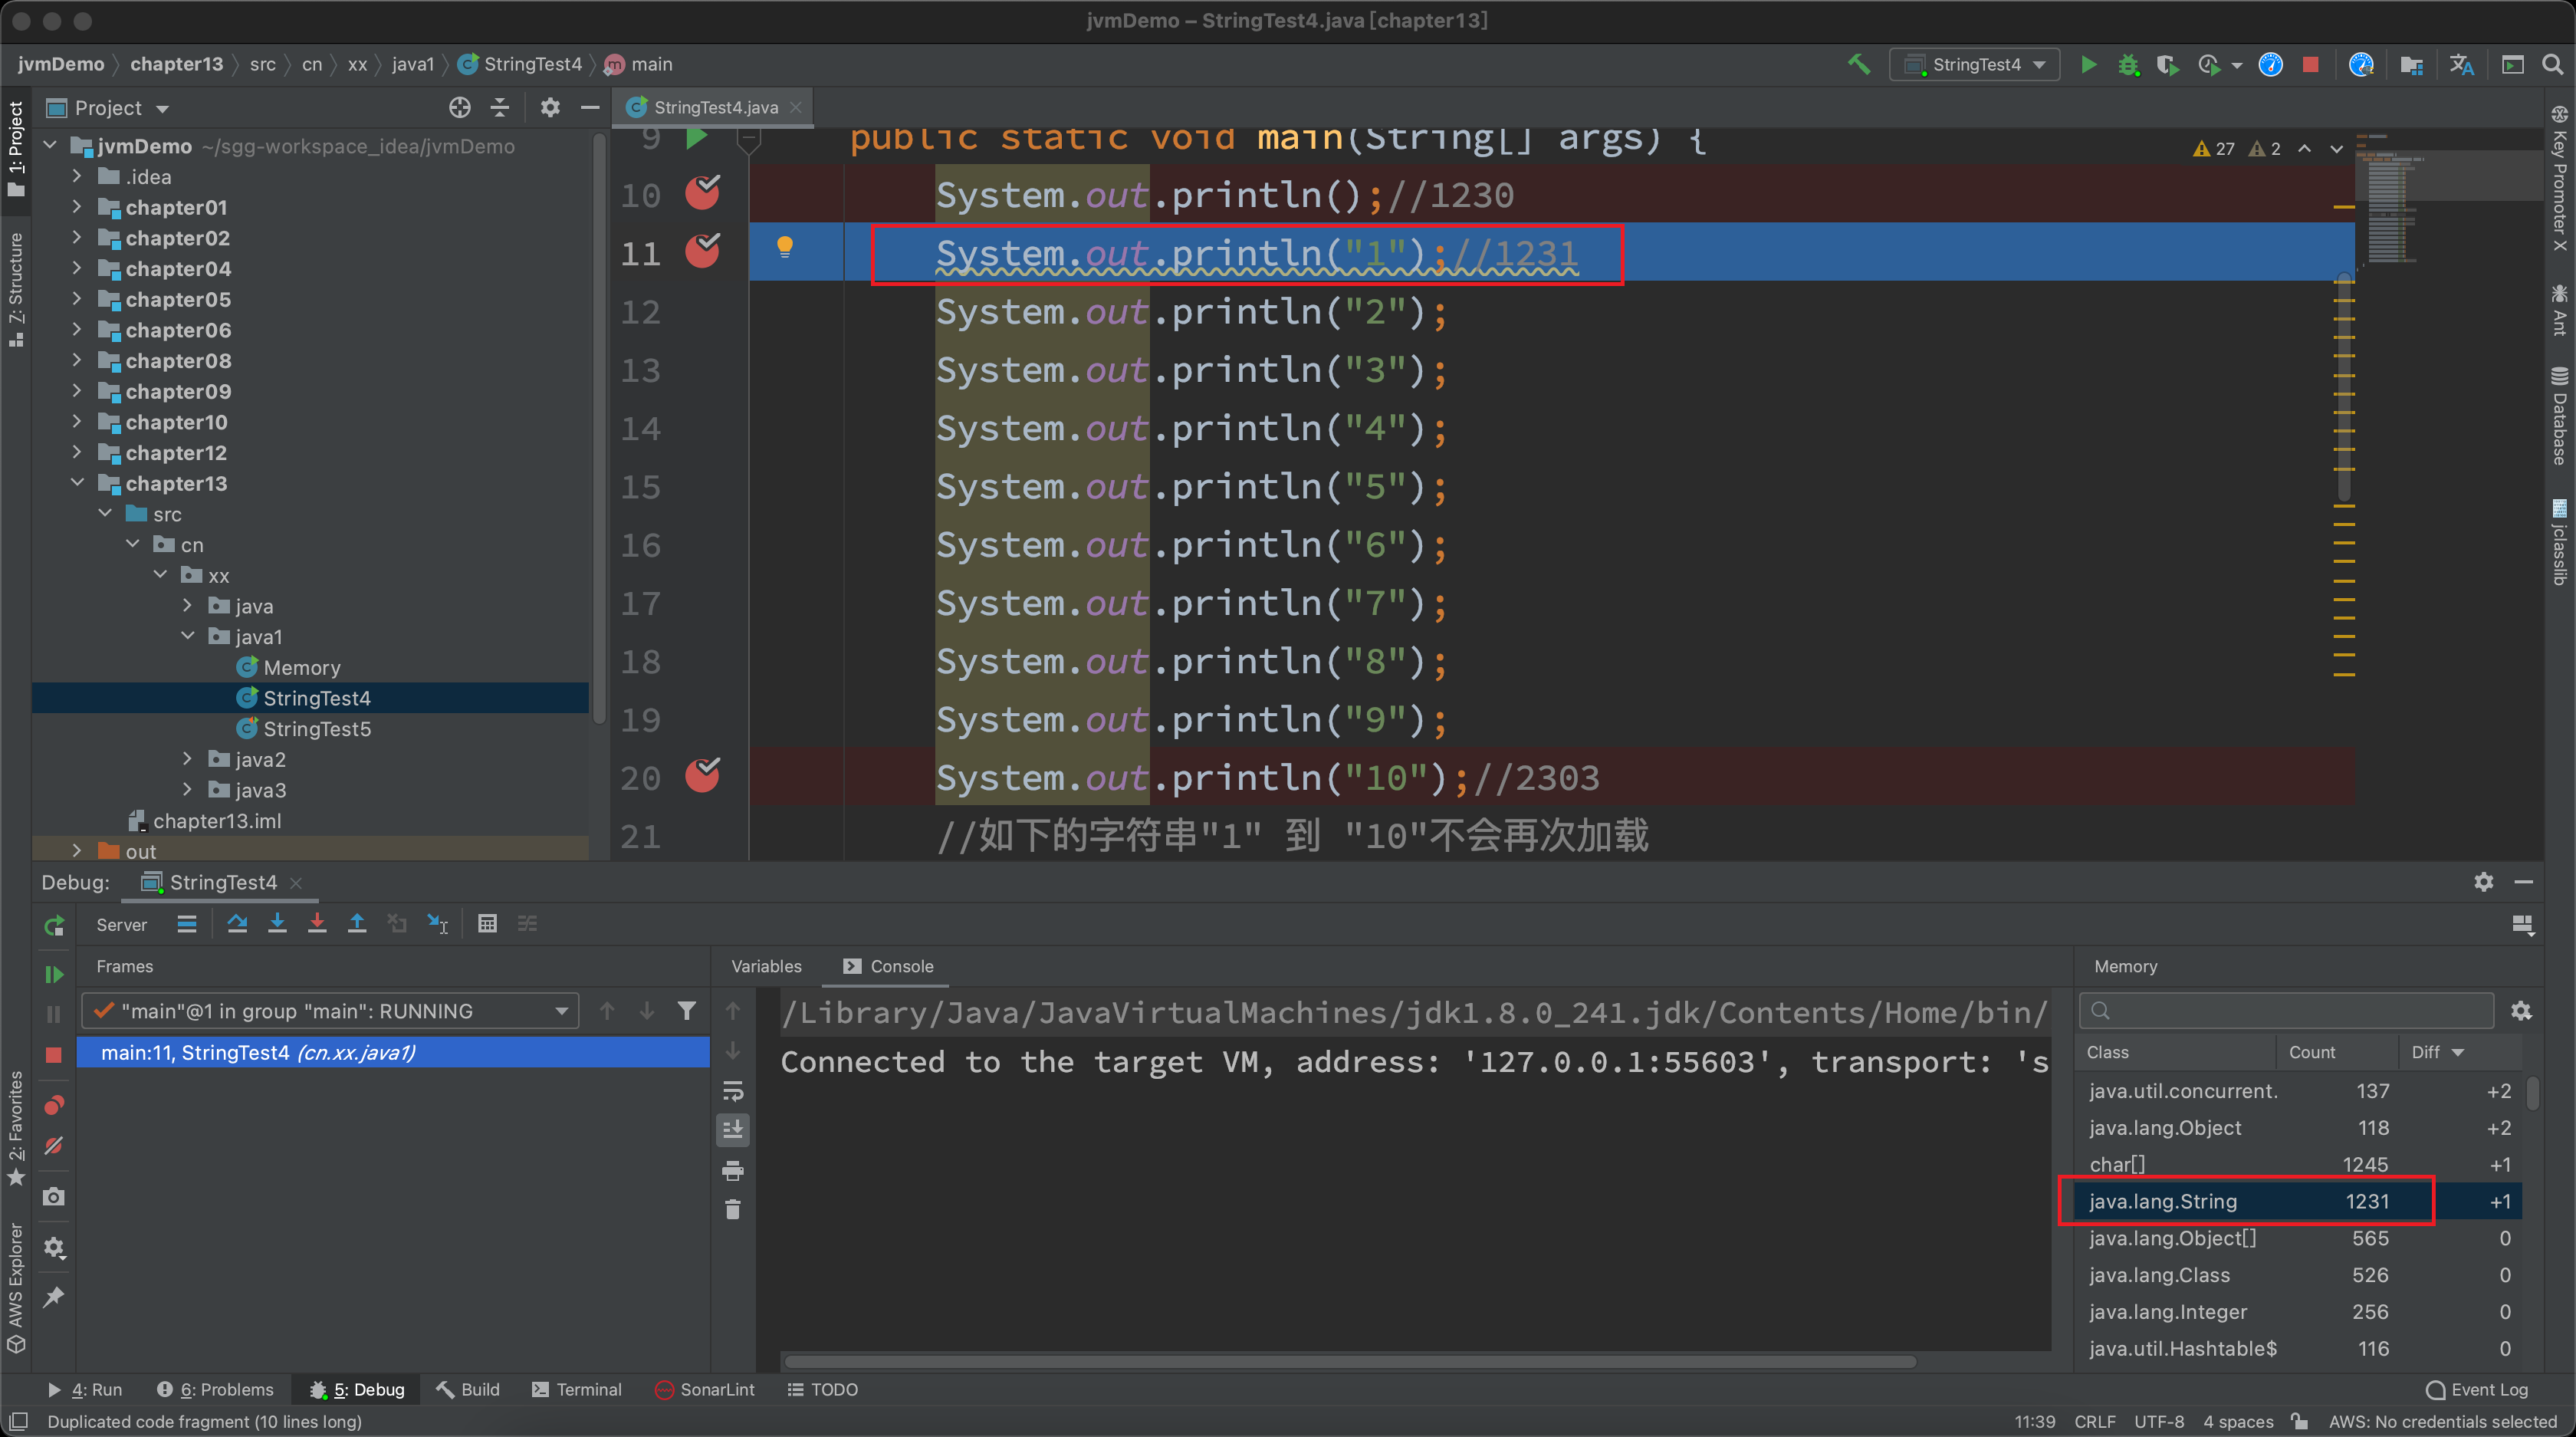 jvmDemo – StringTest4.java [chapter13]
jvmDemo chapter13 src cn xx java1 StringTest4 main
StringTest4
1: Project
7: Structure
2: Favorites
AWS Explorer
Project
jvmDemo ~/sgg-workspace_idea/jvmDemo
.idea
chapter01
chapter02
chapter04
chapter05
chapter06
chapter08
chapter09
chapter10
chapter12
chapter13
src
cn
xx
java
java1
Memory
StringTest4
StringTest5
java2
java3
chapter13.iml
out
StringTest4.java
27 2
9 public static void main(String[] args) {
10 System.out.println();//1230
11 System.out.println("1");//1231
12 System.out.println("2");
13 System.out.println("3");
14 System.out.println("4");
15 System.out.println("5");
16 System.out.println("6");
17 System.out.println("7");
18 System.out.println("8");
19 System.out.println("9");
20 System.out.println("10");//2303
21 //如下的字符串"1" 到 "10"不会再次加载
Key Promoter X
Ant
Database
jclasslib
Debug: StringTest4
Server
Frames
"main"@1 in group "main": RUNNING
main:11, StringTest4 (cn.xx.java1)
Variables Console
/Library/Java/JavaVirtualMachines/jdk1.8.0_241.jdk/Contents/Home/bin/
Connected to the target VM, address: '127.0.0.1:55603', transport: 's
Memory
Class Count Diff
java.util.concurrent. 137 +2
java.lang.Object 118 +2
char[] 1245 +1
java.lang.String 1231 +1
java.lang.Object[] 565 0
java.lang.Class 526 0
java.lang.Integer 256 0
java.util.Hashtable$ 116 0
4: Run 6: Problems 5: Debug Build Terminal SonarLint TODO Event Log
Duplicated code fragment (10 lines long) 11:39 CRLF UTF-8 4 spaces AWS: No credentials selected